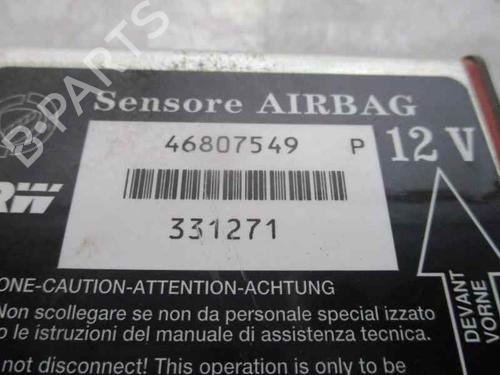 B-PARTS
Sensore AIRBAG
46807549 P
12 V
RW
331271
ONE-CAUTION-ATTENTION-ACHTUNG
Non scollegare se non da personale special izzato
o le istruzioni del manuale di assistenza tecnica.
not disconnect! This operation is only to be
DEVANT
VORNE